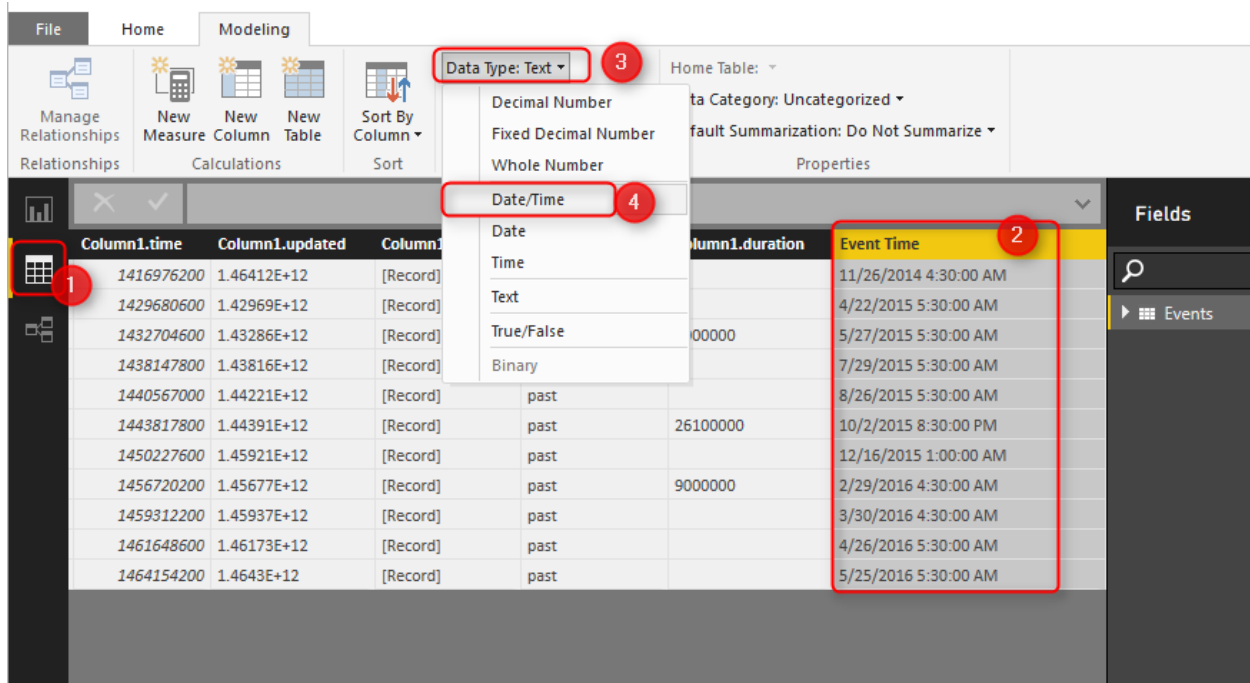 File Home Modeling
Data Type: Text 3 Home Table:
Decimal Number
Fixed Decimal Number
Whole Number
Date/Time 4
Date
Time
Text
True/False
Binary
ta Category: Uncategorized
fault Summarization: Do Not Summarize
Manage Relationships
New Measure
New Column
New Table
Sort By Column
Relationships Calculations Sort Properties
Fields
Events
1
2
Column1.time Column1.updated Column1 lumn1.duration Event Time
1416976200 1.46412E+12 [Record] 11/26/2014 4:30:00 AM
1429680600 1.42969E+12 [Record] 4/22/2015 5:30:00 AM
1432704600 1.43286E+12 [Record] 00000 5/27/2015 5:30:00 AM
1438147800 1.43816E+12 [Record] 7/29/2015 5:30:00 AM
1440567000 1.44221E+12 [Record] past 8/26/2015 5:30:00 AM
1443817800 1.44391E+12 [Record] past 26100000 10/2/2015 8:30:00 PM
1450227600 1.45921E+12 [Record] past 12/16/2015 1:00:00 AM
1456720200 1.45677E+12 [Record] past 9000000 2/29/2016 4:30:00 AM
1459312200 1.45937E+12 [Record] past 3/30/2016 4:30:00 AM
1461648600 1.46173E+12 [Record] past 4/26/2016 5:30:00 AM
1464154200 1.4643E+12 [Record] past 5/25/2016 5:30:00 AM